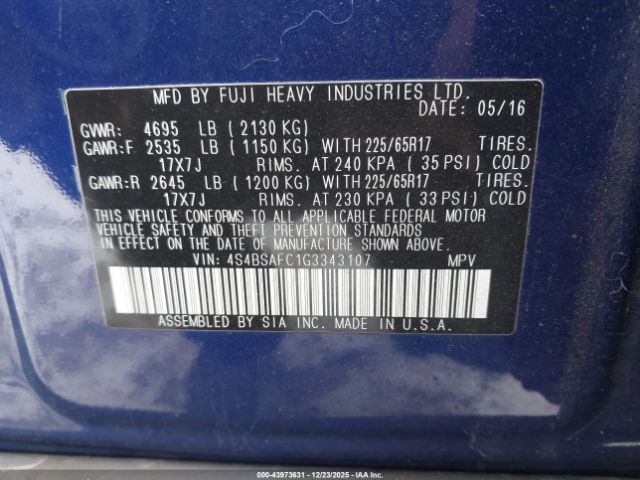 MFD BY FUJI HEAVY INDUSTRIES LTD.
DATE: 05/16
GVWR: 4695 LB (2130 KG)
GAWR:F 2535 LB (1150 KG) WITH 225/65R17 TIRES.
17X7J RIMS. AT 240 KPA (35 PSI) COLD
GAWR:R 2645 LB (1200 KG) WITH 225/65R17 TIRES.
17X7J RIMS. AT 230 KPA (33 PSI) COLD
THIS VEHICLE CONFORMS TO ALL APPLICABLE FEDERAL MOTOR
VEHICLE SAFETY AND THEFT PREVENTION STANDARDS
IN EFFECT ON THE DATE OF MANUFACTURE SHOWN ABOVE.
VIN: 4S4BSAFC1G3343107 MPV
ASSEMBLED BY SIA INC. MADE IN U.S.A.
000-43973631 - 12/23/2025 - IAAI.COM